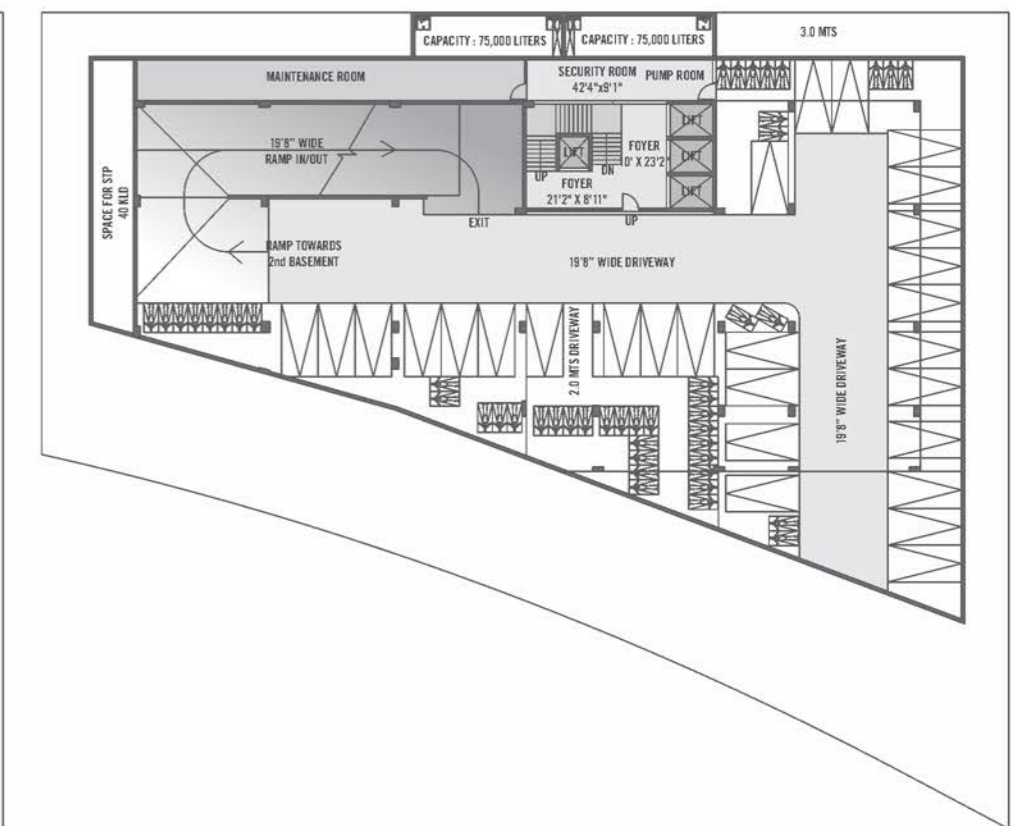 3.0 MTS
CAPACITY : 75,000 LITERS
CAPACITY : 75,000 LITERS
MAINTENANCE ROOM
SECURITY ROOM
42'4"x9'1"
PUMP ROOM
SPACE FOR STP
40 KLD
19'8" WIDE
RAMP IN/OUT
LIFT
LIFT
LIFT
LIFT
FOYER
0' X 23'2"
UP
DN
FOYER
21'2" X 8'11"
EXIT
UP
RAMP TOWARDS
2nd BASEMENT
19'8" WIDE DRIVEWAY
2.0 MTS DRIVEWAY
19'8" WIDE DRIVEWAY